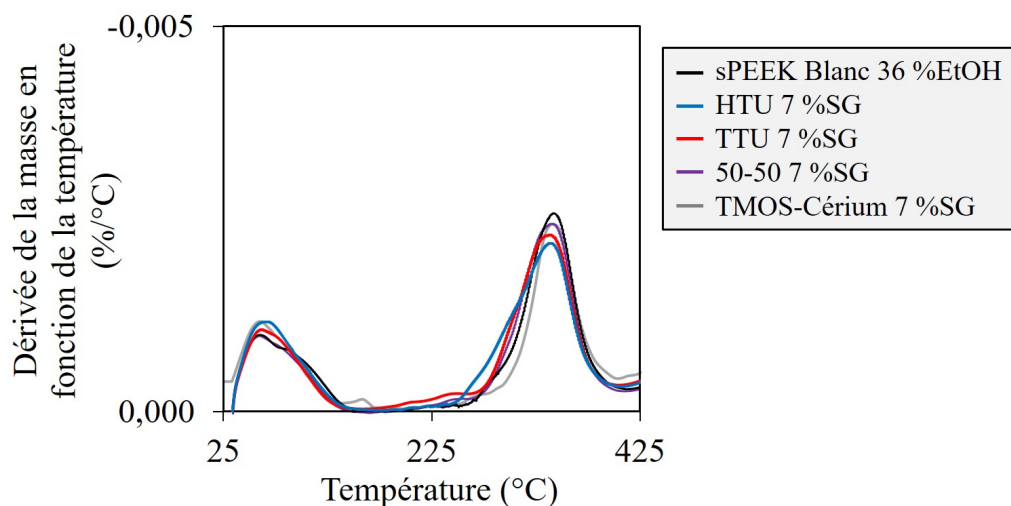 Dérivée de la masse en
fonction de la température
(%/°C)
-0,005
0,000
25
225
425
Température (°C)
sPEEK Blanc 36 %EtOH
HTU 7 %SG
TTU 7 %SG
50-50 7 %SG
TMOS-Cérium 7 %SG